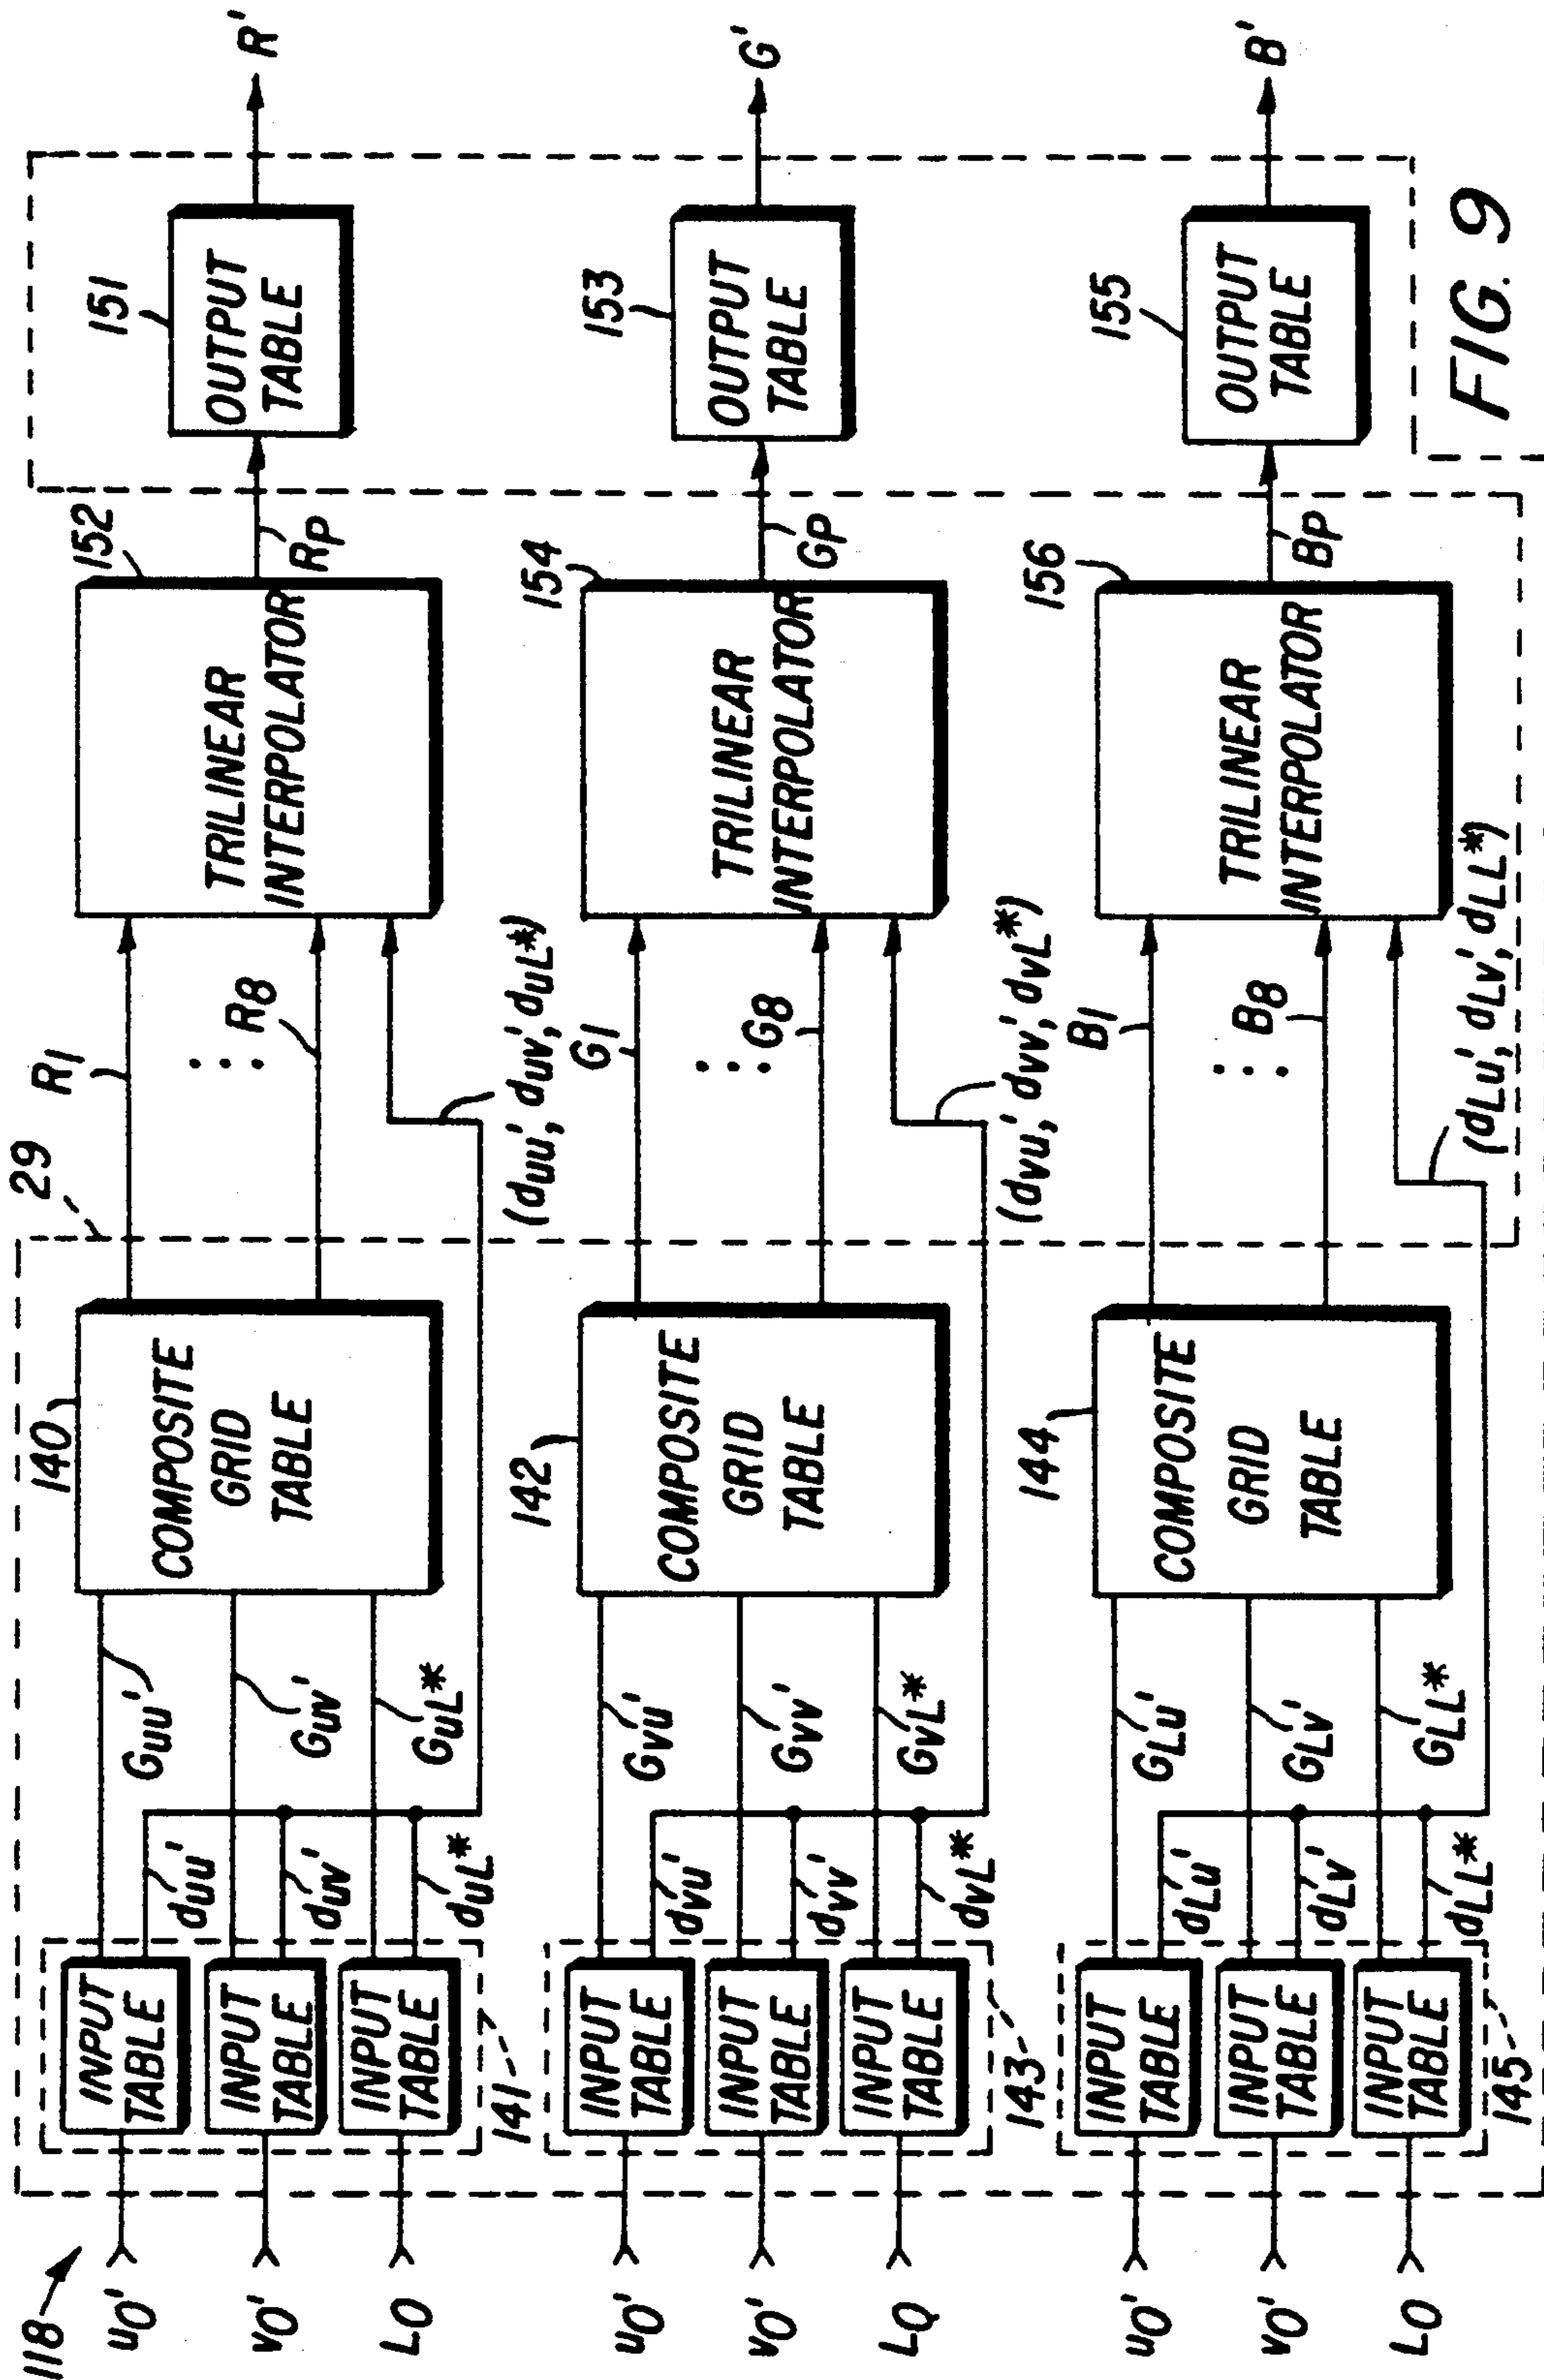 118
29
u0'
v0'
L0
INPUT TABLE
INPUT TABLE
INPUT TABLE
141
Guu'
Guv'
GuL*
duu'
duv'
duL*
140
COMPOSITE
GRID
TABLE
R1
R8
(duu', duv', duL*)
152
TRILINEAR
INTERPOLATOR
RP
151
OUTPUT
TABLE
R'
u0'
v0'
LQ
INPUT TABLE
INPUT TABLE
INPUT TABLE
143
Gvu'
Gvv'
GvL*
dvu'
dvv'
dvL*
142
COMPOSITE
GRID
TABLE
G1
G8
(dvu', dvv', dvL*)
154
TRILINEAR
INTERPOLATOR
GP
153
OUTPUT
TABLE
G'
u0'
v0'
L0
INPUT TABLE
INPUT TABLE
INPUT TABLE
145
GLu'
GLv'
GLL*
dLu'
dLv'
dLL*
144
COMPOSITE
GRID
TABLE
B1
B8
(dLu', dLv', dLL*)
156
TRILINEAR
INTERPOLATOR
BP
155
OUTPUT
TABLE
B'
FIG. 9